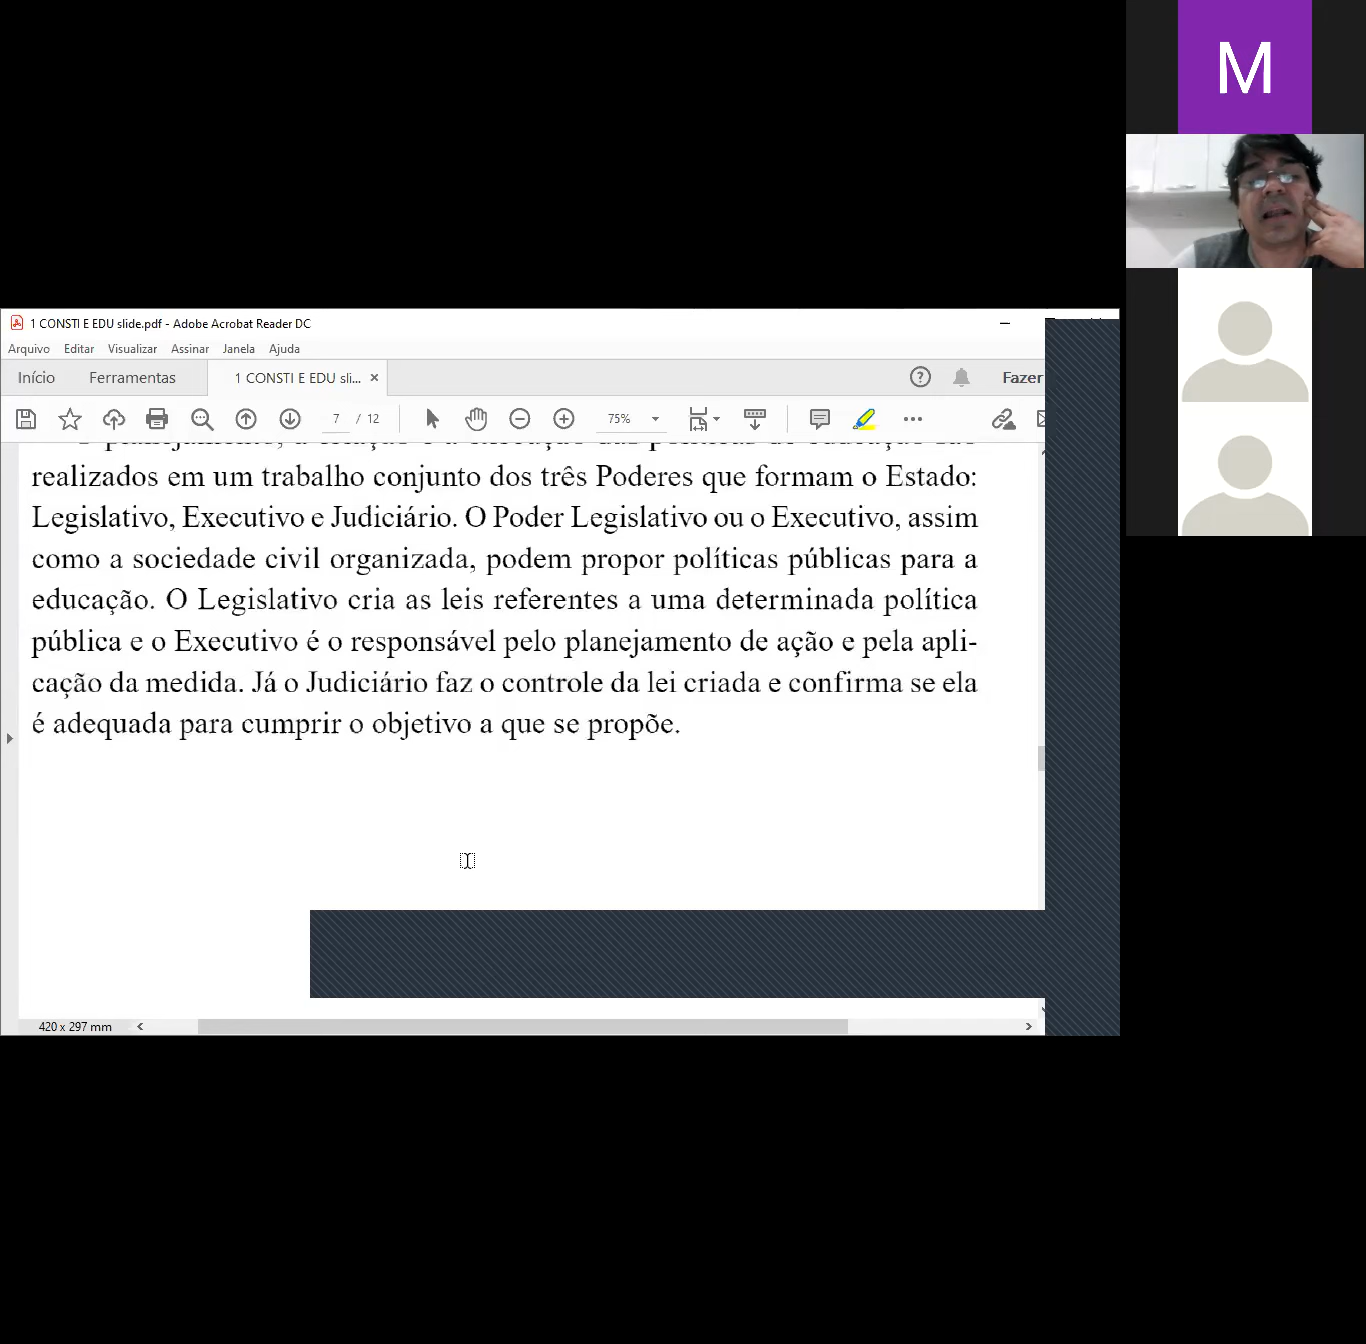 M
1 CONSTI E EDU slide.pdf - Adobe Acrobat Reader DC
Arquivo Editar Visualizar Assinar Janela Ajuda
Início Ferramentas 1 CONSTI E EDU sli... × Fazer
7 / 12 75%
realizados em um trabalho conjunto dos três Poderes que formam o Estado:
Legislativo, Executivo e Judiciário. O Poder Legislativo ou o Executivo, assim
como a sociedade civil organizada, podem propor políticas públicas para a
educação. O Legislativo cria as leis referentes a uma determinada política
pública e o Executivo é o responsável pelo planejamento de ação e pela apli-
cação da medida. Já o Judiciário faz o controle da lei criada e confirma se ela
é adequada para cumprir o objetivo a que se propõe.
420 x 297 mm